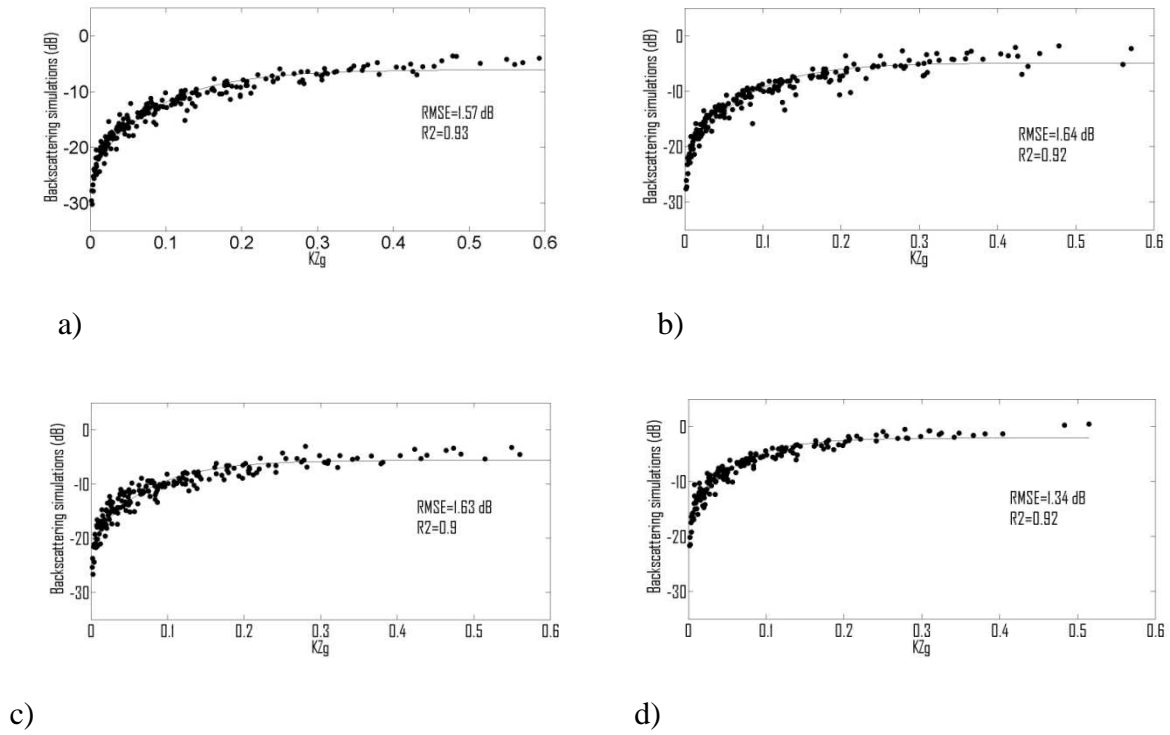 0
-10
-20
-30
Backscattering simulations (dB)
RMSE=1.57 dB
R2=0.93
0 0.1 0.2 0.3 0.4 0.5 0.6
KZg
a)
0
-10
-20
-30
Backscattering simulations (dB)
RMSE=1.64 dB
R2=0.92
0 0.1 0.2 0.3 0.4 0.5 0.6
KZg
b)
0
-10
-20
-30
Backscattering simulations (dB)
RMSE=1.63 dB
R2=0.9
0 0.1 0.2 0.3 0.4 0.5 0.6
KZg
c)
0
-10
-20
-30
Backscattering simulations (dB)
RMSE=1.34 dB
R2=0.92
0 0.1 0.2 0.3 0.4 0.5 0.6
KZg
d)